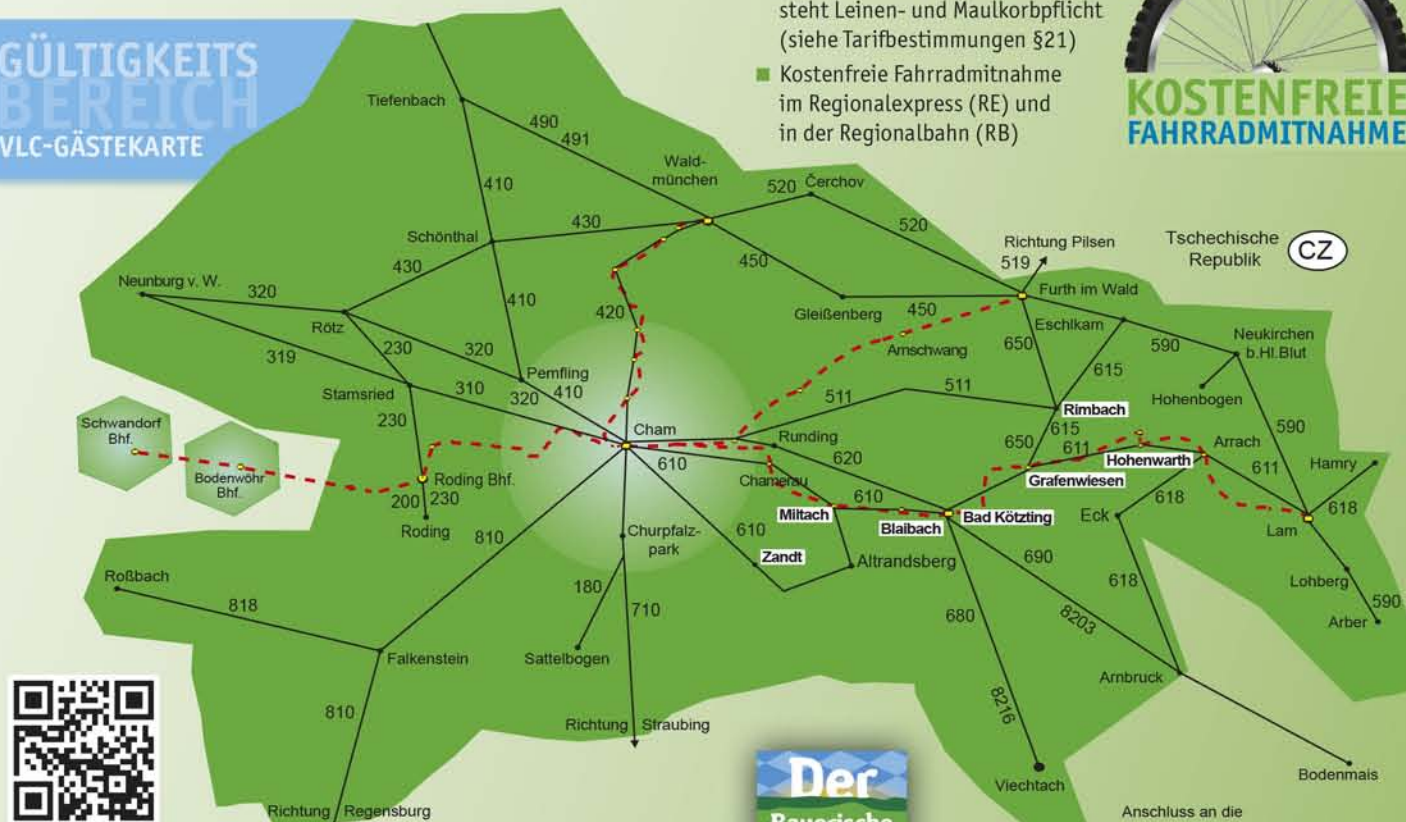 steht Leinen- und Maulkorbpflicht
(siehe Tarifbestimmungen §21)
Kostenfreie Fahrradmitnahme
im Regionalexpress (RE) und
in der Regionalbahn (RB)
KOSTENFREIE
FAHRRADMITNAHME
GÜLTIGKEITS
BEREICH
VLC-GÄSTEKARTE
Tiefenbach
490
491
Wald-
münchen
520
Čerchov
410
430
520
Schönthal
Richtung Pilsen
519
Tschechische
Republik
CZ
Neunburg v. W.
430
450
320
410
420
Gleißenberg
450
Furth im Wald
Eschlkam
Rötz
Neukirchen
b.Hl.Blut
319
230
320
Arnschwang
650
590
615
Stamsried
310
Pemfling
320
410
511
511
Hohenbogen
230
Rimbach
Schwandorf
Bhf.
Cham
Runding
615
650
611
590
Arrach
Bodenwöhr
Bhf.
610
620
Hohenwarth
611
Hamry
Roding Bhf.
Chamerau
Grafenwiesen
200
230
610
618
618
Roding
Miltach
Blaibach
Bad Kötzting
Eck
Lam
810
Churpfalz-
park
610
Zandt
Altrandsberg
690
Roßbach
618
Lohberg
180
710
680
8203
590
818
Arber
Falkenstein
Sattelbogen
Arnbruck
810
8216
Richtung Straubing
Viechtach
Bodenmais
Richtung Regensburg
Der
Bayerische
Anschluss an die